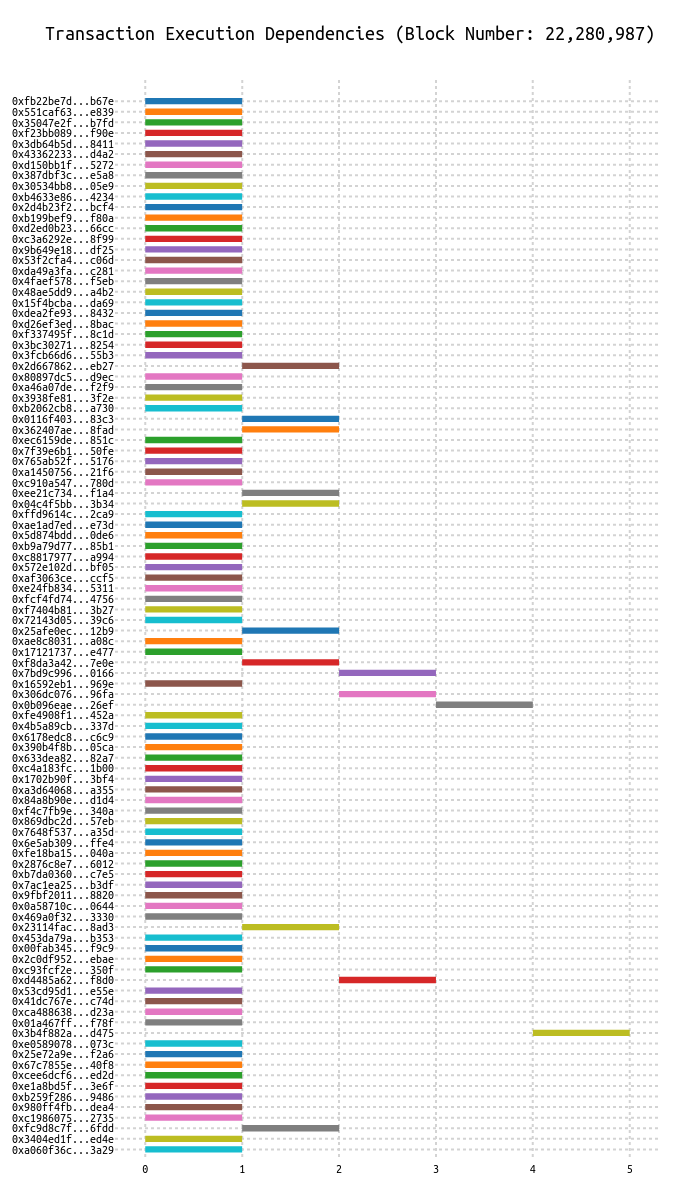 Transaction Execution Dependencies (Block Number: 22,280,987)
0xfb22be7d...b67e
0x551caf63...e839
0x35047e2f...b7fd
0xf23bb089...f90e
0x3db64b5d...8411
0x43362233...d4a2
0xd150bb1f...5272
0x387dbf3c...e5a8
0x30534bb8...05e9
0xb4633e86...4234
0x2d4b23f2...bcf4
0xb199bef9...f80a
0xd2ed0b23...66cc
0xc3a6292e...8f99
0x9b649e18...df25
0x53f2cfa4...c06d
0xda49a3fa...c281
0x4faef578...f5eb
0x48ae5dd9...a4b2
0x15f4bcba...da69
0xdea2fe93...8432
0xd26ef3ed...8bac
0xf337495f...8c1d
0x3bc30271...8254
0x3fcb66d6...55b3
0x2d667862...eb27
0x80897dc5...d9ec
0xa46a07de...f2f9
0x3938fe81...3f2e
0xb2062cb8...a730
0x0116f403...83c3
0x362407ae...8fad
0xec6159de...851c
0x7f39e6b1...50fe
0x765ab52f...5176
0xa1450756...21f6
0xc910a547...780d
0xee21c734...f1a4
0x04c4f5bb...3b34
0xffd9614c...2ca9
0xae1ad7ed...e73d
0x5d874bdd...0de6
0xb9a79d77...85b1
0xc8817977...a994
0x572e102d...bf05
0xaf3063ce...ccf5
0xe24fb834...5311
0xfcf4fd74...4756
0xf7404b81...3b27
0x72143d05...39c6
0x25afe0ec...12b9
0xae8c8031...a08c
0x17121737...e477
0xf8da3a42...7e0e
0x7bd9c996...0166
0x16592eb1...969e
0x306dc076...96fa
0x0b096eae...26ef
0xfe4908f1...452a
0x4b5a89cb...337d
0x6178edc8...c6c9
0x390b4f8b...05ca
0x633dea82...82a7
0xc4a183fc...1b00
0x1702b90f...3bf4
0xa3d64068...a355
0x84a8b90e...d1d4
0xf4c7fb9e...340a
0x869dbc2d...57eb
0x7648f537...a35d
0x6e5ab309...ffe4
0xfe18ba15...040a
0x2876c8e7...6012
0xb7da0360...c7e5
0x7ac1ea25...b3df
0x9fbf2011...8820
0x0a58710c...0644
0x469a0f32...3330
0x23114fac...8ad3
0x453da79a...b353
0x00fab345...f9c9
0x2c0df952...ebae
0xc93fcf2e...350f
0xd4485a62...f8d0
0x53cd95d1...e55e
0x41dc767e...c74d
0xca488638...d23a
0x01a467ff...f78f
0x3b4f882a...d475
0xe0589078...073c
0x25e72a9e...f2a6
0x67c7855e...40f8
0xcee6dcf6...ed2d
0xe1a8bd5f...3e6f
0xb259f286...9486
0x980ff4fb...dea4
0xc1986075...2735
0xfc9d8c7f...6fdd
0x3404ed1f...ed4e
0xa060f36c...3a29
0 1 2 3 4 5